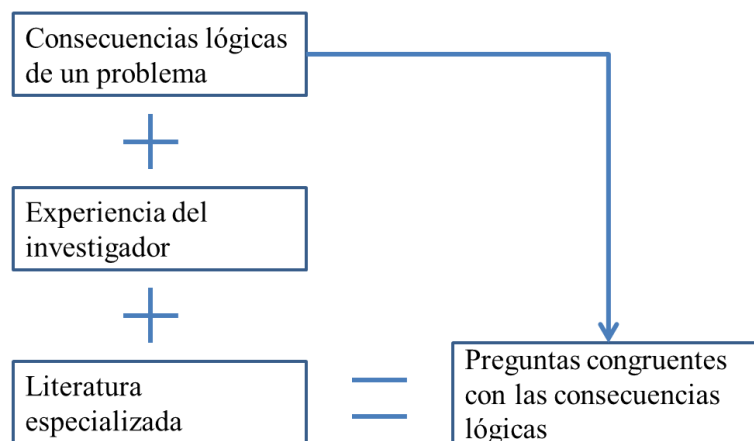 Consecuencias lógicas
de un problema
Experiencia del
investigador
Literatura
especializada
Preguntas congruentes
con las consecuencias
lógicas